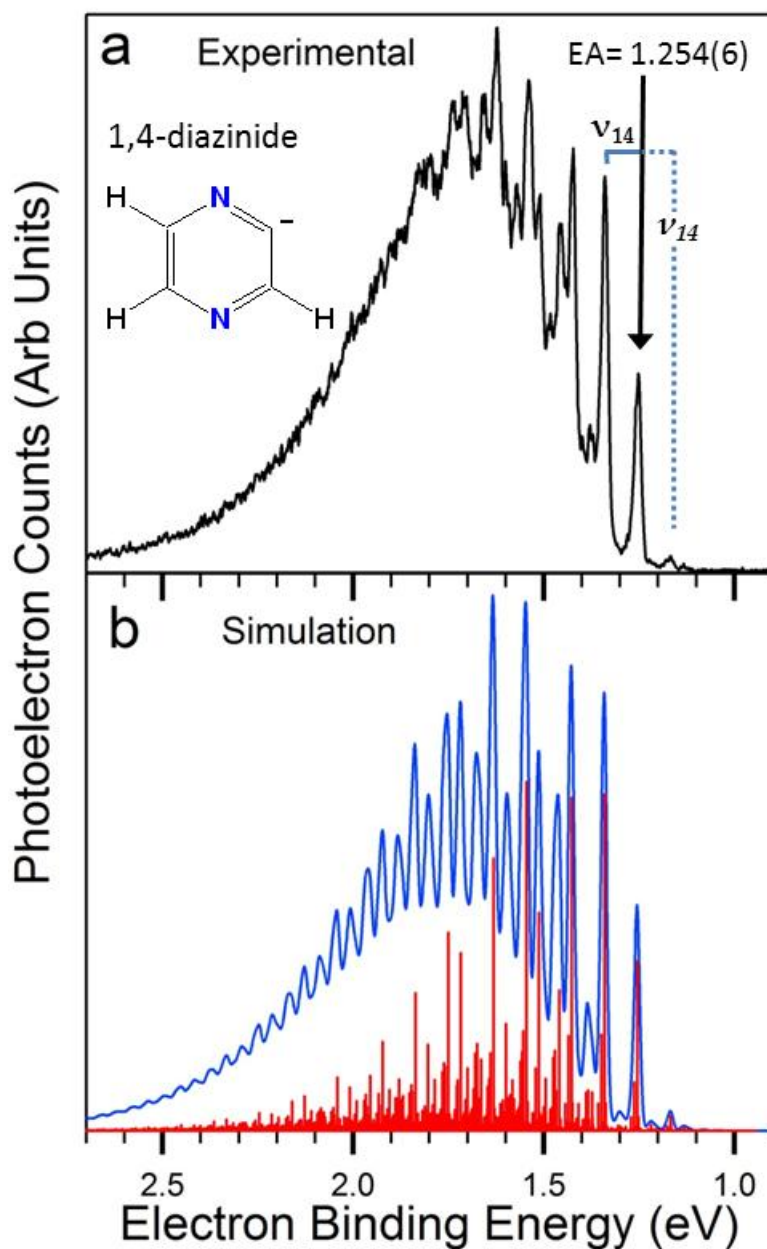 a Experimental
EA= 1.254(6)
ν₁₄
1,4-diazinide
ν₁₄
N
H
−
H
N
H
Photoelectron Counts (Arb Units)
b Simulation
2.5 2.0 1.5 1.0
Electron Binding Energy (eV)